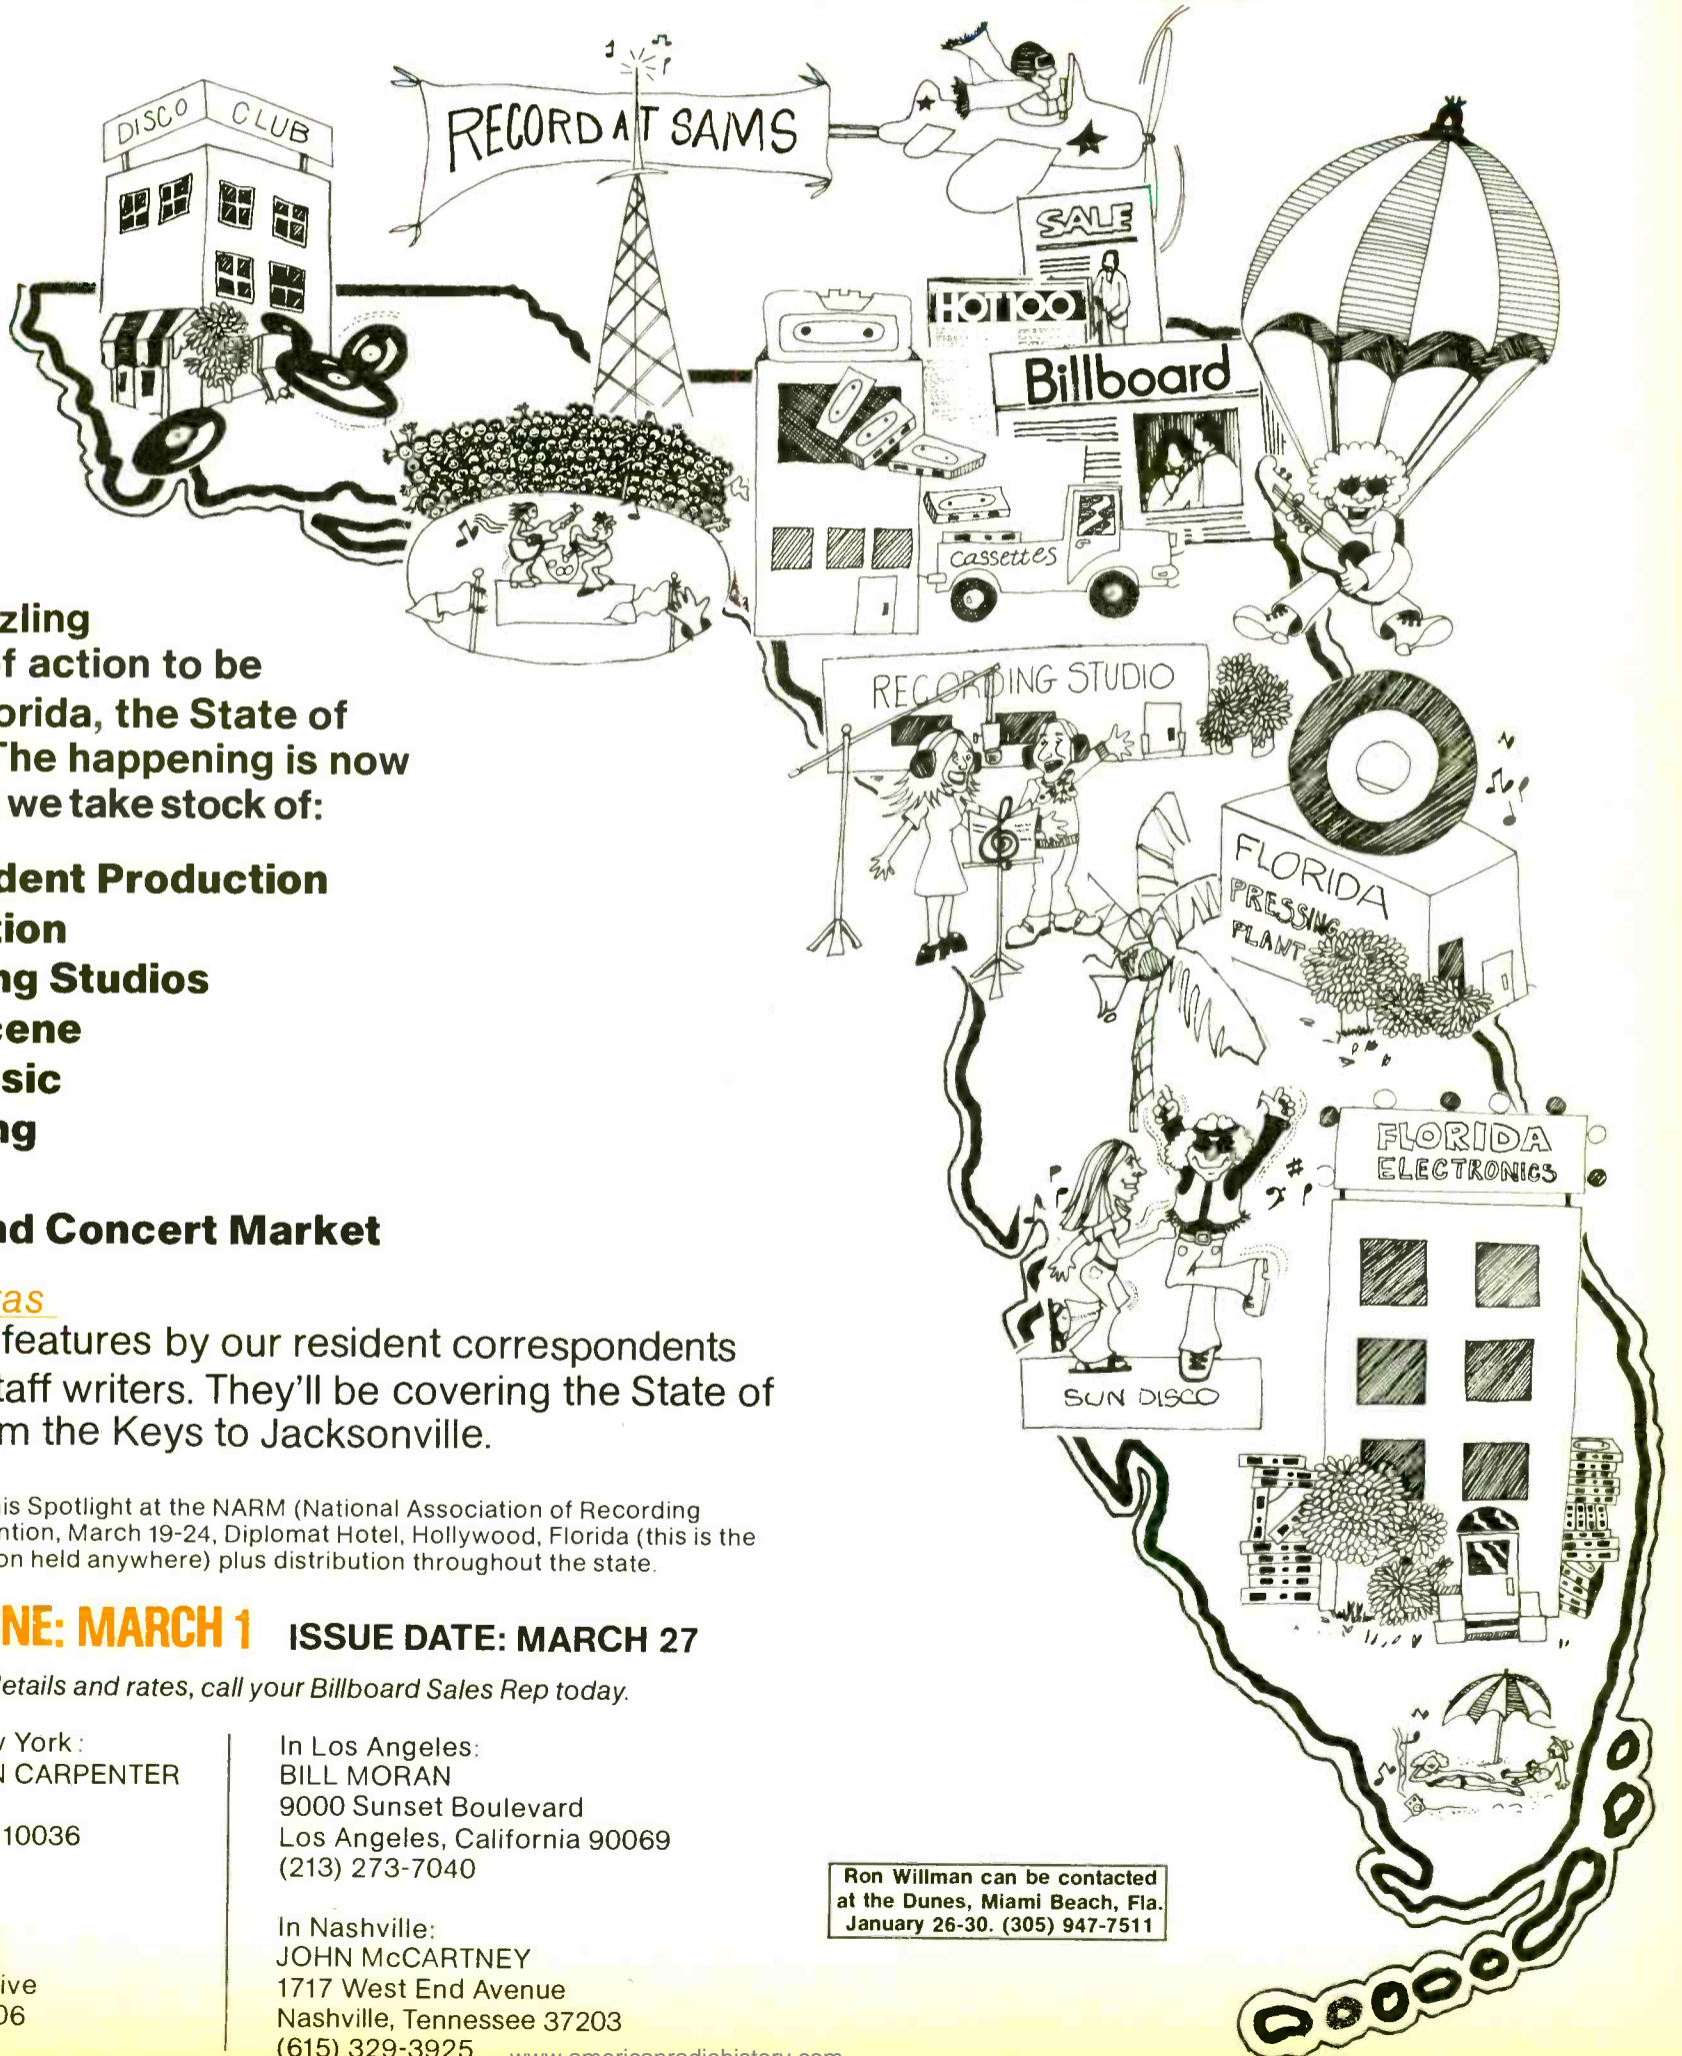 DISCO CLUB
RECORD AT SAMS
SALE
HOT 100
Billboard
cassettes
RECORDING STUDIO
FLORIDA
PRESSING
PLANT
FLORIDA
ELECTRONICS
SUN DISCO
zling
f action to be
orida, the State of
The happening is now
we take stock of:
dent Production
tion
ng Studios
cene
sic
ng
nd Concert Market
as
features by our resident correspondents
taff writers. They'll be covering the State of
m the Keys to Jacksonville.
is Spotlight at the NARM (National Association of Recording
ntion, March 19-24, Diplomat Hotel, Hollywood, Florida (this is the
on held anywhere) plus distribution throughout the state.
NE: MARCH 1 ISSUE DATE: MARCH 27
etails and rates, call your Billboard Sales Rep today.
York:
N CARPENTER
10036
ive
06
In Los Angeles:
BILL MORAN
9000 Sunset Boulevard
Los Angeles, California 90069
(213) 273-7040
In Nashville:
JOHN McCARTNEY
1717 West End Avenue
Nashville, Tennessee 37203
(615) 329-3925
Ron Willman can be contacted
at the Dunes, Miami Beach, Fla.
January 26-30. (305) 947-7511
www.americanradiohistory.com